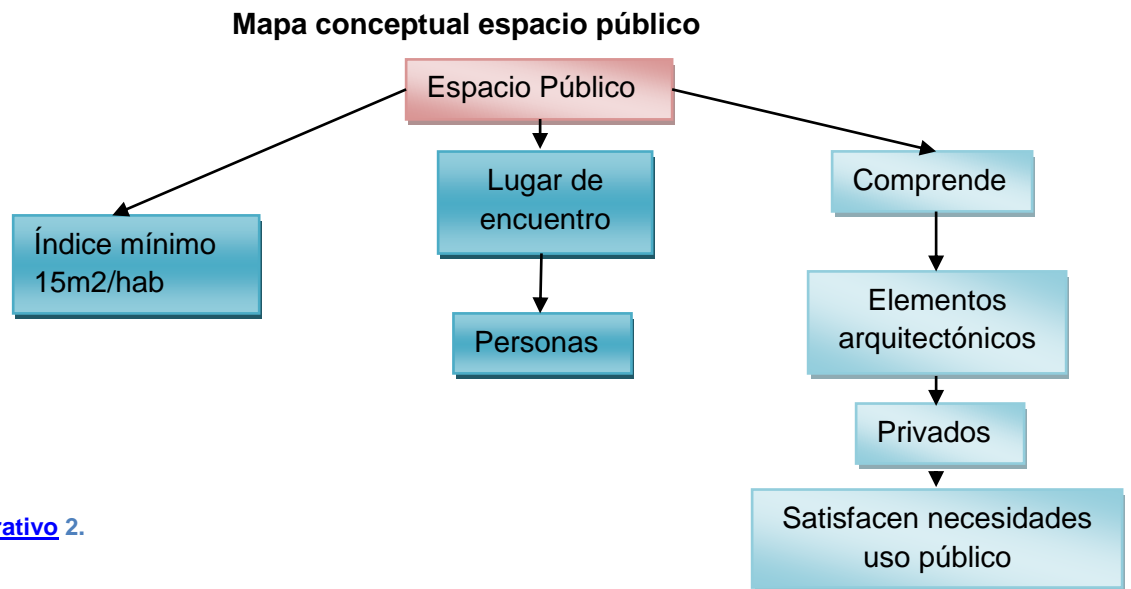 Mapa conceptual espacio público
Espacio Público
Lugar de
encuentro
Comprende
Índice mínimo
15m2/hab
Elementos
arquitectónicos
Personas
Privados
Satisfacen necesidades
uso público
rativo 2.